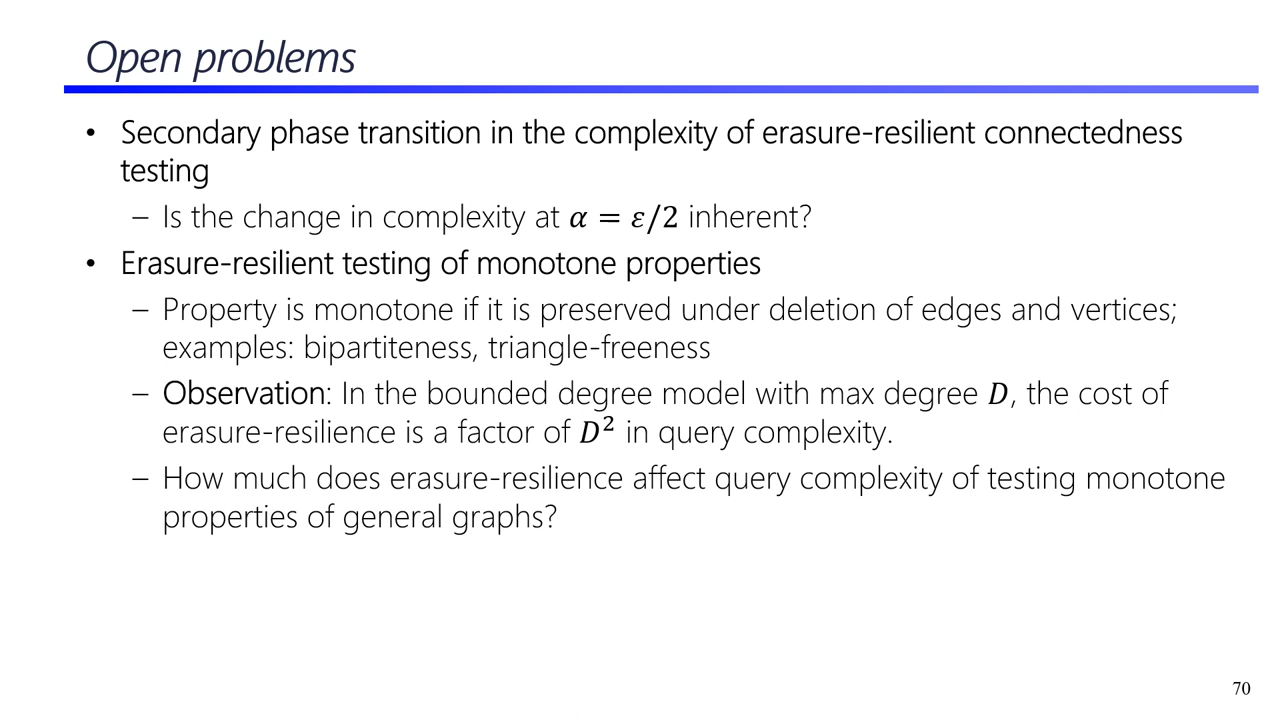 Open problems
• Secondary phase transition in the complexity of erasure-resilient connectedness
testing
– Is the change in complexity at 𝛼 = 𝜀/2 inherent?
• Erasure-resilient testing of monotone properties
– Property is monotone if it is preserved under deletion of edges and vertices;
examples: bipartiteness, triangle-freeness
– Observation: In the bounded degree model with max degree 𝐷, the cost of
erasure-resilience is a factor of 𝐷² in query complexity.
– How much does erasure-resilience affect query complexity of testing monotone
properties of general graphs?
70